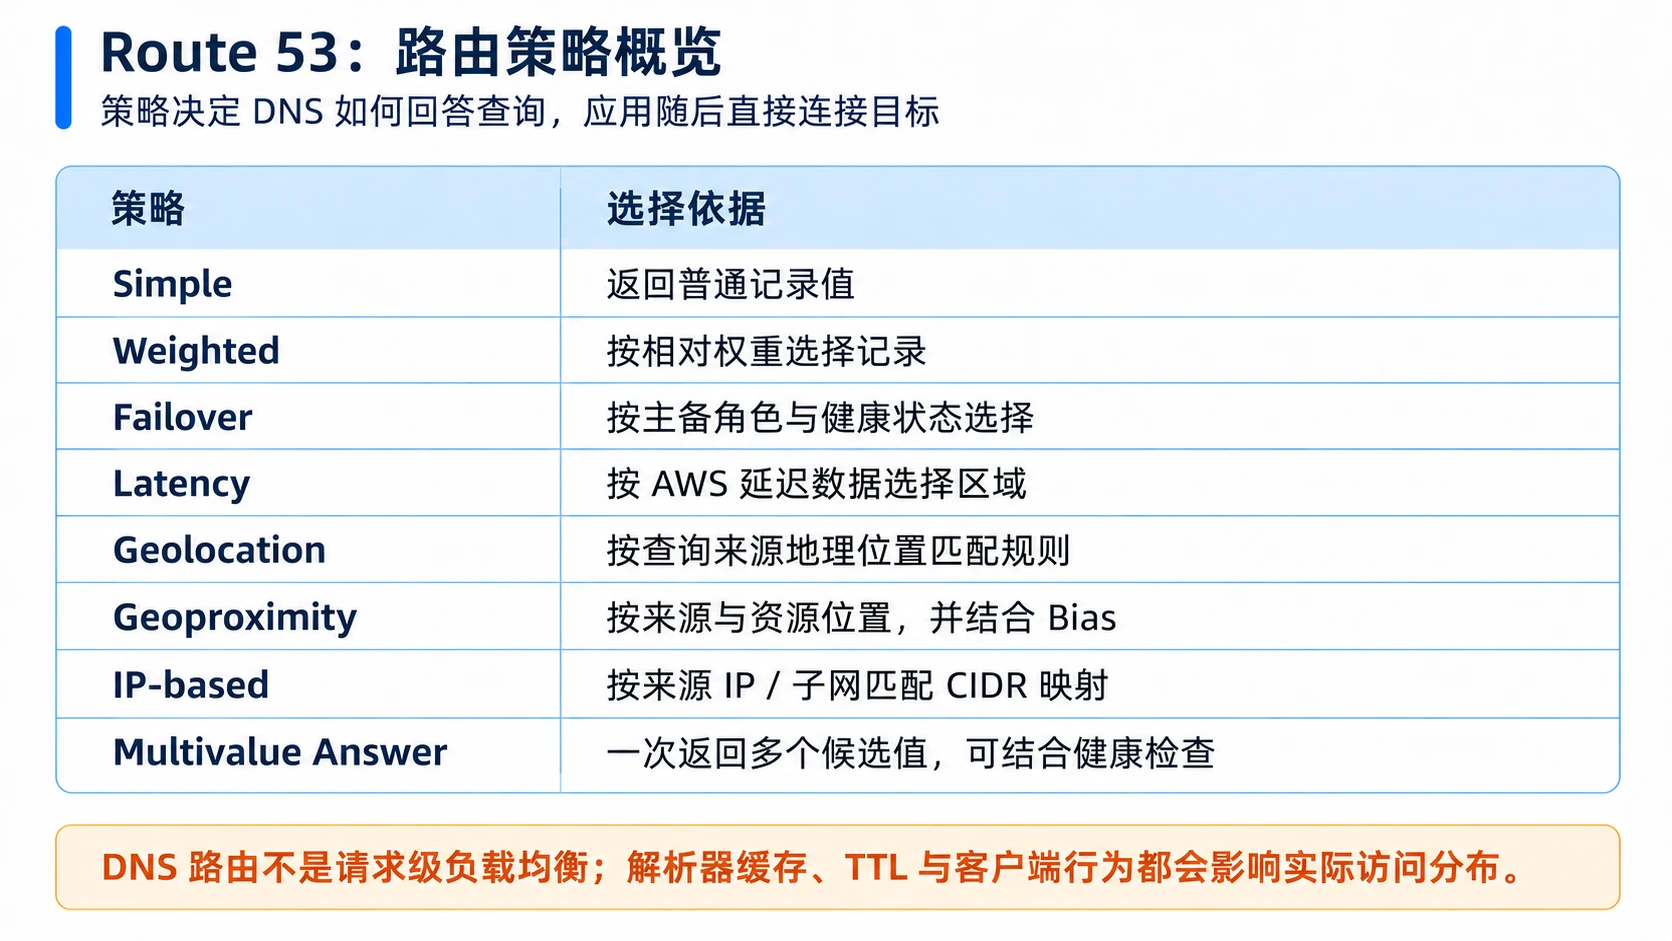 Route 53：路由策略概览
策略决定 DNS 如何回答查询，应用随后直接连接目标
策略 选择依据
Simple 返回普通记录值
Weighted 按相对权重选择记录
Failover 按主备角色与健康状态选择
Latency 按 AWS 延迟数据选择区域
Geolocation 按查询来源地理位置匹配规则
Geoproximity 按来源与资源位置，并结合 Bias
IP-based 按来源 IP / 子网匹配 CIDR 映射
Multivalue Answer 一次返回多个候选值，可结合健康检查
DNS 路由不是请求级负载均衡；解析器缓存、TTL 与客户端行为都会影响实际访问分布。